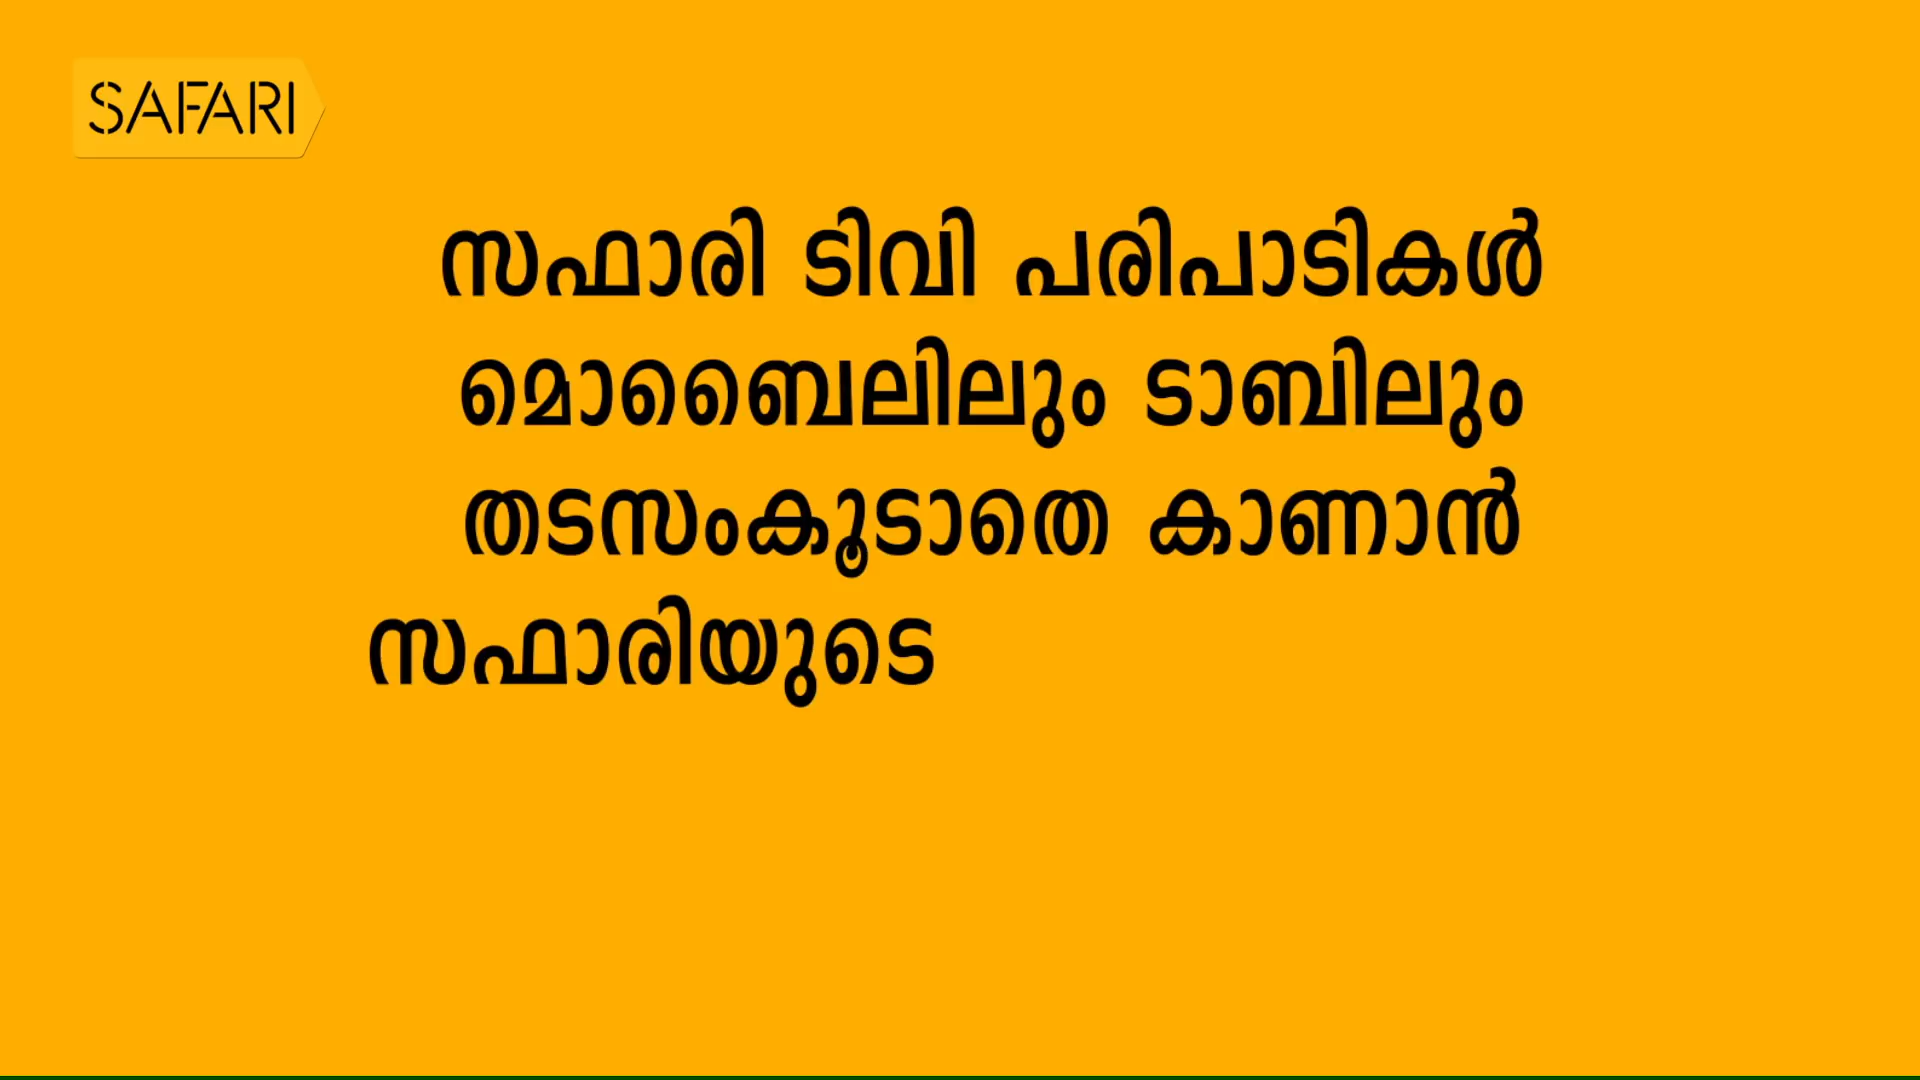 SAFARI
സഫാരി ടിവി പരിപാടികൾ
മൊബൈലിലും ടാബിലും
തടസംകൂടാതെ കാണാൻ
സഫാരിയുടെ